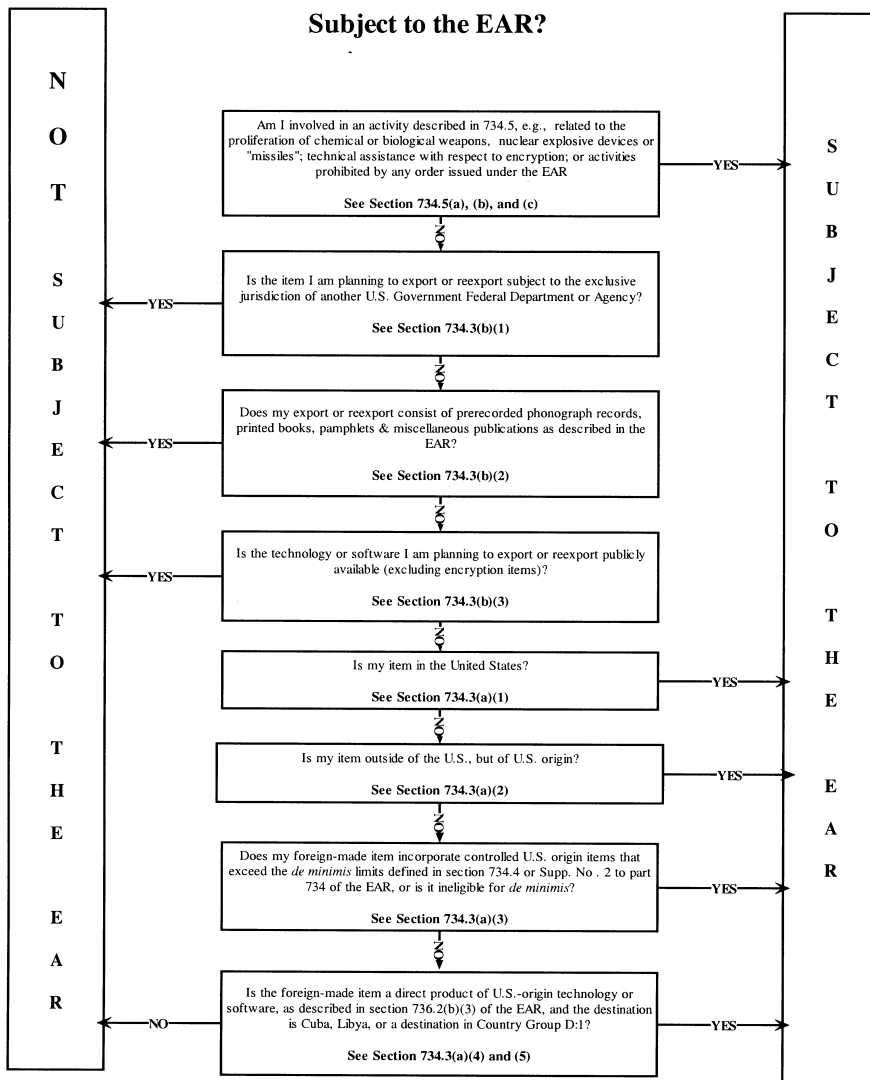 Subject to the EAR?
N
O
T
S
U
B
J
E
C
T
T
O
T
H
E
E
A
R
Am I involved in an activity described in 734.5, e.g., related to the
proliferation of chemical or biological weapons, nuclear explosive devices or
"missiles"; technical assistance with respect to encryption; or activities
prohibited by any order issued under the EAR
See Section 734.5(a), (b), and (c)
YES
NO
Is the item I am planning to export or reexport subject to the exclusive
jurisdiction of another U.S. Government Federal Department or Agency?
See Section 734.3(b)(1)
YES
NO
Does my export or reexport consist of prerecorded phonograph records,
printed books, pamphlets & miscellaneous publications as described in the
EAR?
See Section 734.3(b)(2)
YES
NO
Is the technology or software I am planning to export or reexport publicly
available (excluding encryption items)?
See Section 734.3(b)(3)
YES
NO
Is my item in the United States?
See Section 734.3(a)(1)
YES
NO
Is my item outside of the U.S., but of U.S. origin?
See Section 734.3(a)(2)
YES
NO
Does my foreign-made item incorporate controlled U.S. origin items that
exceed the de minimis limits defined in section 734.4 or Supp. No . 2 to part
734 of the EAR, or is it ineligible for de minimis?
See Section 734.3(a)(3)
YES
NO
Is the foreign-made item a direct product of U.S.-origin technology or
software, as described in section 736.2(b)(3) of the EAR, and the destination
is Cuba, Libya, or a destination in Country Group D:1?
See Section 734.3(a)(4) and (5)
NO
YES
S
U
B
J
E
C
T
T
O
T
H
E
E
A
R